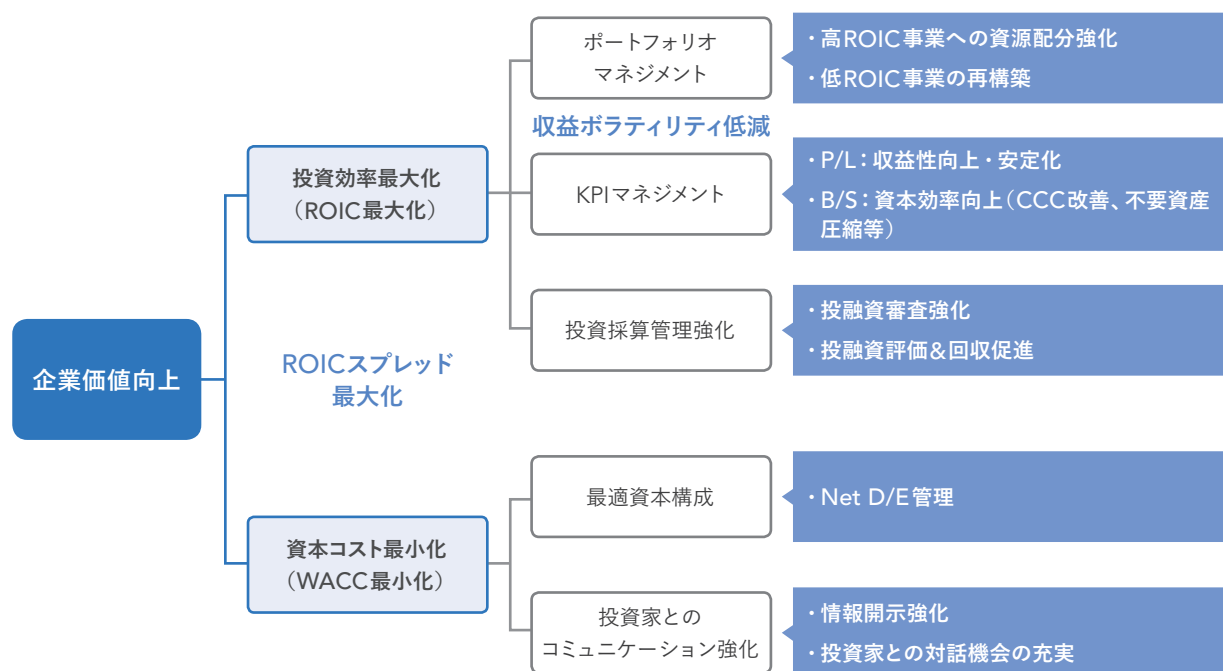 企業価値向上
投資効率最大化
（ROIC最大化）
ROICスプレッド
最大化
資本コスト最小化
（WACC最小化）
ポートフォリオ
マネジメント
・高ROIC事業への資源配分強化
・低ROIC事業の再構築
収益ボラティリティ低減
KPIマネジメント
・P/L：収益性向上・安定化
・B/S：資本効率向上（CCC改善、不要資産
圧縮等）
投資採算管理強化
・投融資審査強化
・投融資評価&回収促進
最適資本構成
・Net D/E管理
投資家との
コミュニケーション強化
・情報開示強化
・投資家との対話機会の充実